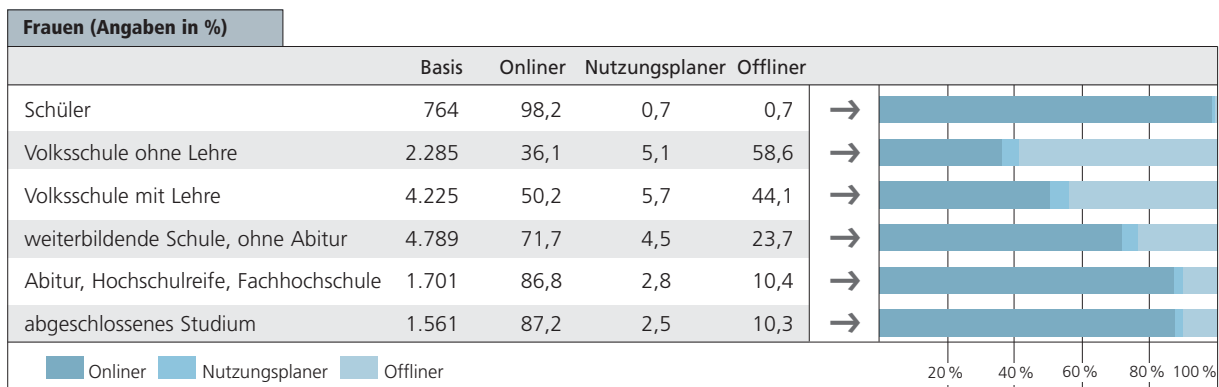 Frauen (Angaben in %)
Basis Onliner Nutzungsplaner Offliner
Schüler 764 98,2 0,7 0,7 →
Volksschule ohne Lehre 2.285 36,1 5,1 58,6 →
Volksschule mit Lehre 4.225 50,2 5,7 44,1 →
weiterbildende Schule, ohne Abitur 4.789 71,7 4,5 23,7 →
Abitur, Hochschulreife, Fachhochschule 1.701 86,8 2,8 10,4 →
abgeschlossenes Studium 1.561 87,2 2,5 10,3 →
Onliner Nutzungsplaner Offliner 20 % 40 % 60 % 80 % 100 %